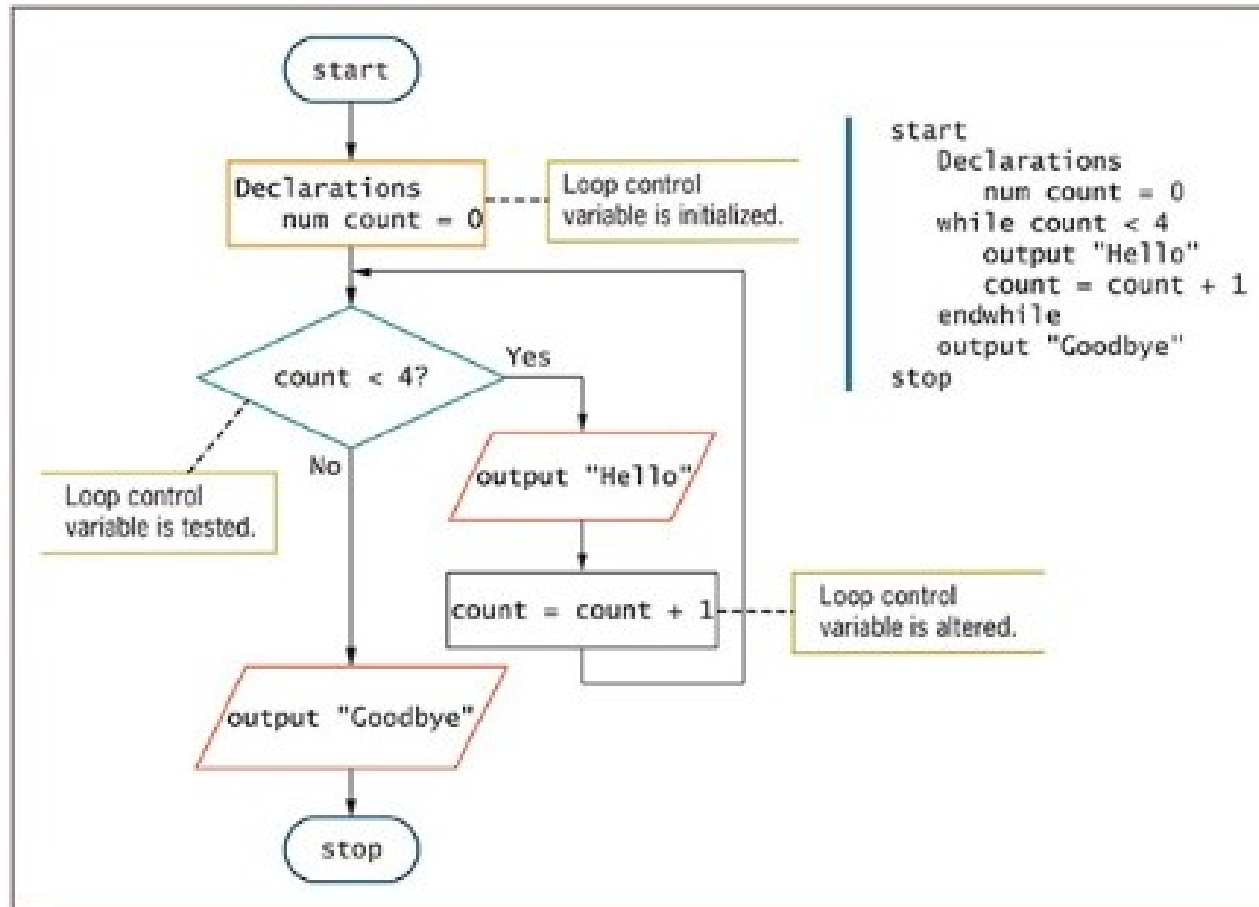 start
Declarations
num count = 0
Loop control
variable is initialized.
count < 4?
Yes
No
Loop control
variable is tested.
output "Hello"
count = count + 1
Loop control
variable is altered.
output "Goodbye"
stop
start
Declarations
num count = 0
while count < 4
output "Hello"
count = count + 1
endwhile
output "Goodbye"
stop